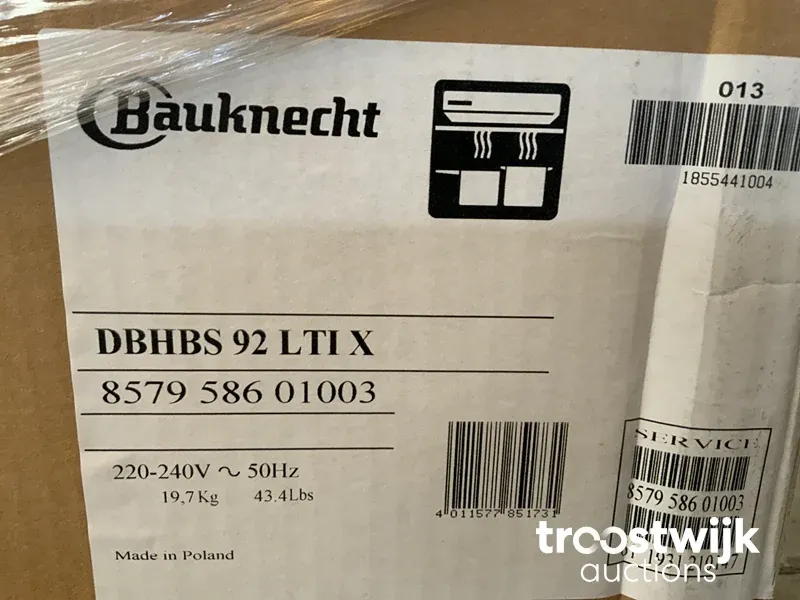 Bauknecht
013
1855441004
DBHBS 92 LTI X
8579 586 01003
220-240V ~ 50Hz
19,7Kg 43.4Lbs
4 011577 851731
Made in Poland
SERVICE
8579 586 01003
troostwijk
auctions